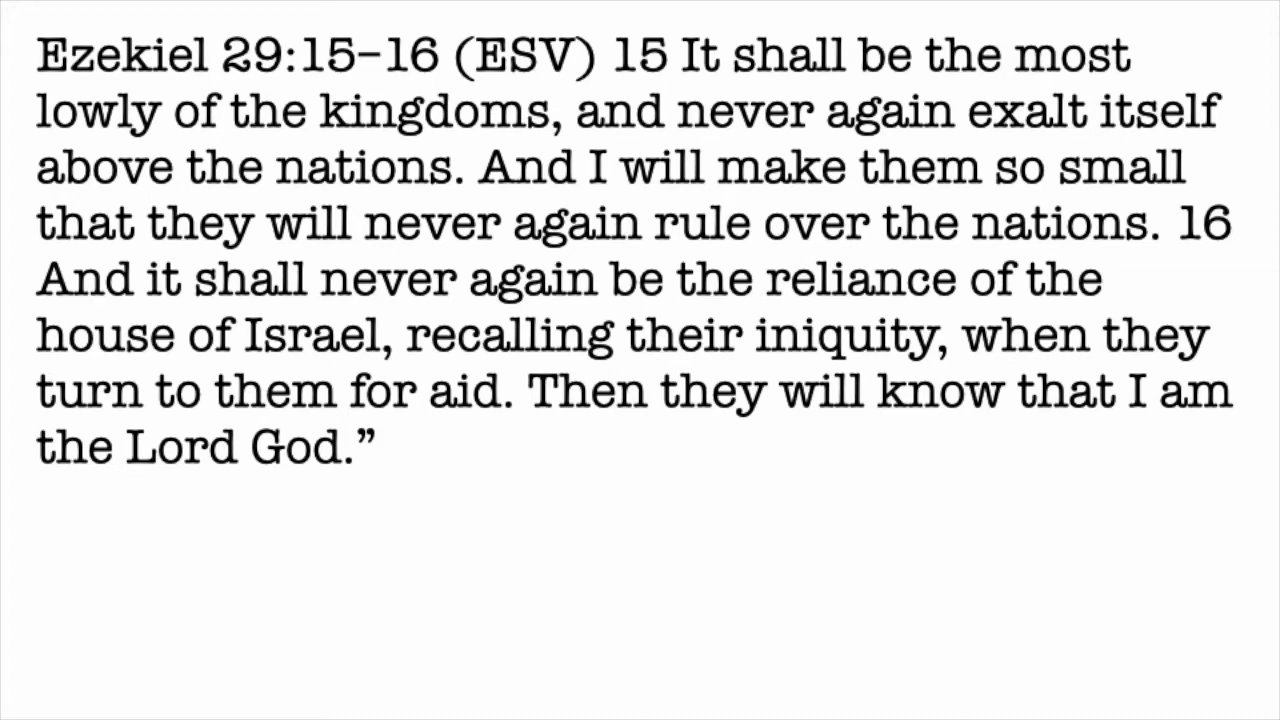 Ezekiel 29:15–16 (ESV) 15 It shall be the most
lowly of the kingdoms, and never again exalt itself
above the nations. And I will make them so small
that they will never again rule over the nations. 16
And it shall never again be the reliance of the
house of Israel, recalling their iniquity, when they
turn to them for aid. Then they will know that I am
the Lord God.”